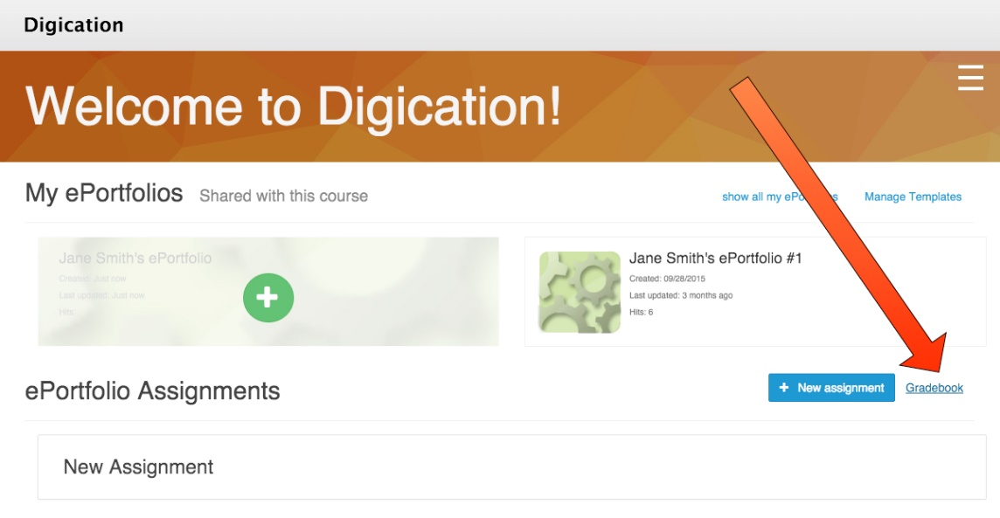 Digication
Welcome to Digication!
My ePortfolios Shared with this course
show all my ePo s Manage Templates
Jane Smith's ePortfolio
Created: Just now
Last updated: Just now
Hits:
Jane Smith's ePortfolio #1
Created: 09/28/2015
Last updated: 3 months ago
Hits: 6
ePortfolio Assignments
+ New assignment Gradebook
New Assignment